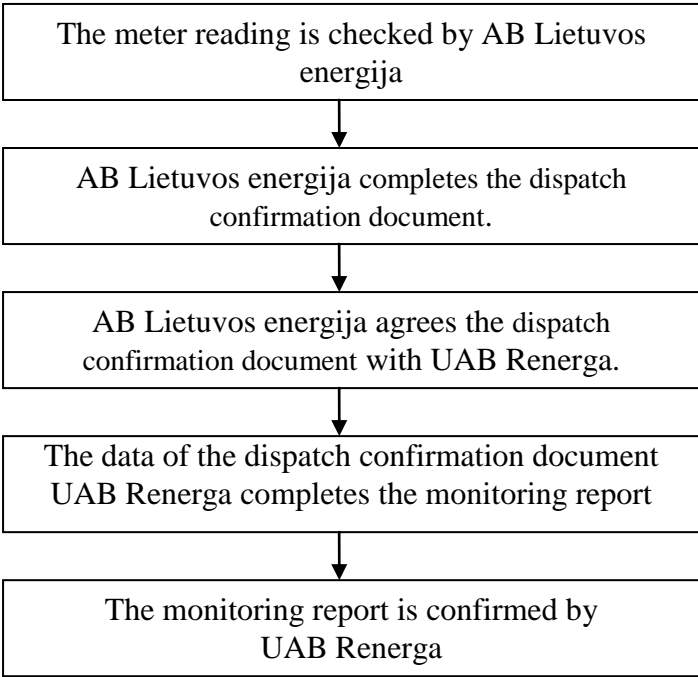 The meter reading is checked by AB Lietuvos
energija
AB Lietuvos energija completes the dispatch
confirmation document.
AB Lietuvos energija agrees the dispatch
confirmation document with UAB Renerga.
The data of the dispatch confirmation document
UAB Renerga completes the monitoring report
The monitoring report is confirmed by
UAB Renerga